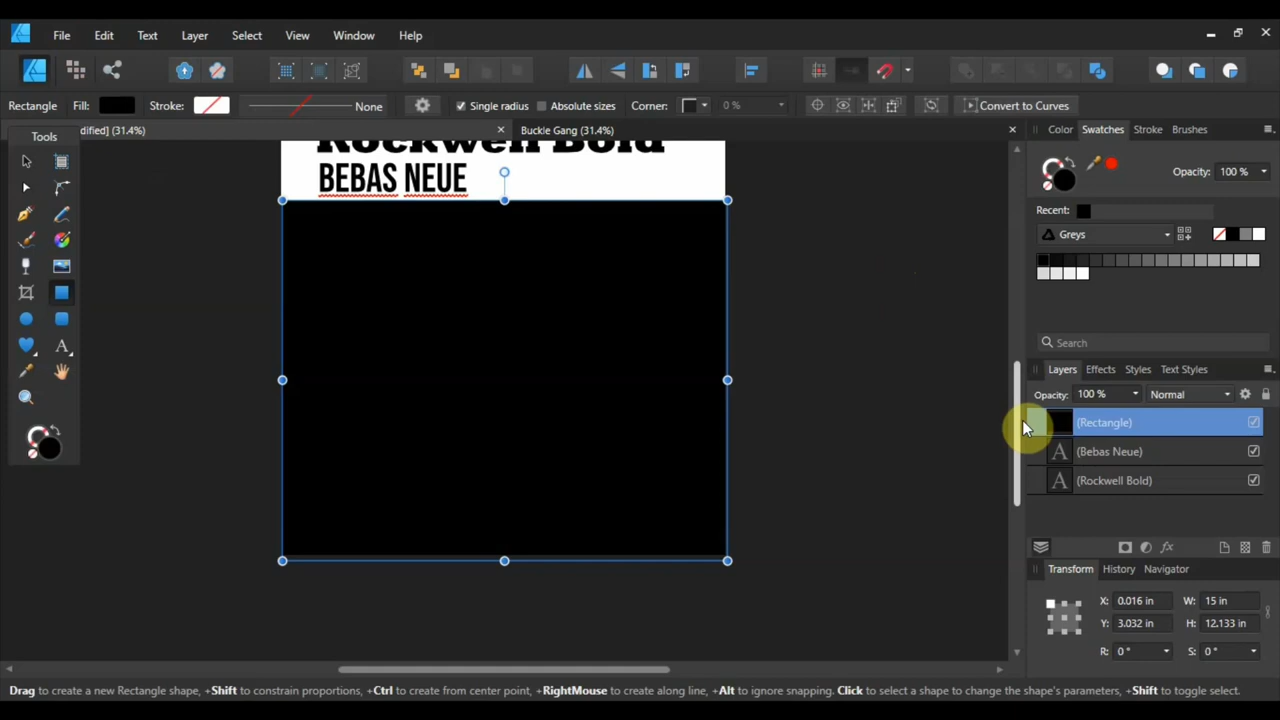 File Edit Text Layer Select View Window Help
Rectangle Fill: Stroke: None Single radius Absolute sizes Corner: 0 % Convert to Curves
Tools
dified] (31.4%) Buckle Gang (31.4%)
Color Swatches Stroke Brushes
Rockwell Bold
BEBAS NEUE
Opacity: 100 %
Recent:
Greys
Search
Layers Effects Styles Text Styles
Opacity: 100 % Normal
(Rectangle)
A (Bebas Neue)
A (Rockwell Bold)
Transform History Navigator
X: 0.016 in W: 15 in
Y: 3.032 in H: 12.133 in
R: 0 ° S: 0 °
Drag to create a new Rectangle shape, +Shift to constrain proportions, +Ctrl to create from center point, +RightMouse to create along line, +Alt to ignore snapping. Click to select a shape to change the shape's parameters, +Shift to toggle select.